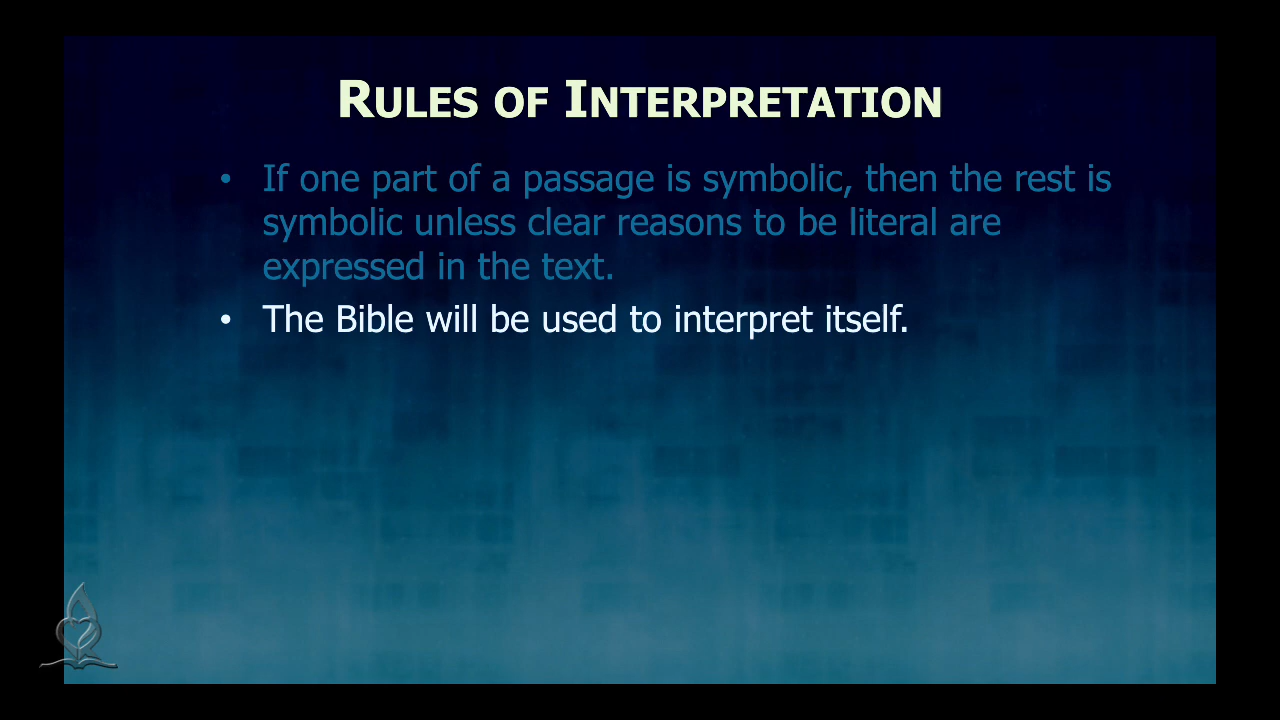 RULES OF INTERPRETATION
• If one part of a passage is symbolic, then the rest is
symbolic unless clear reasons to be literal are
expressed in the text.
• The Bible will be used to interpret itself.